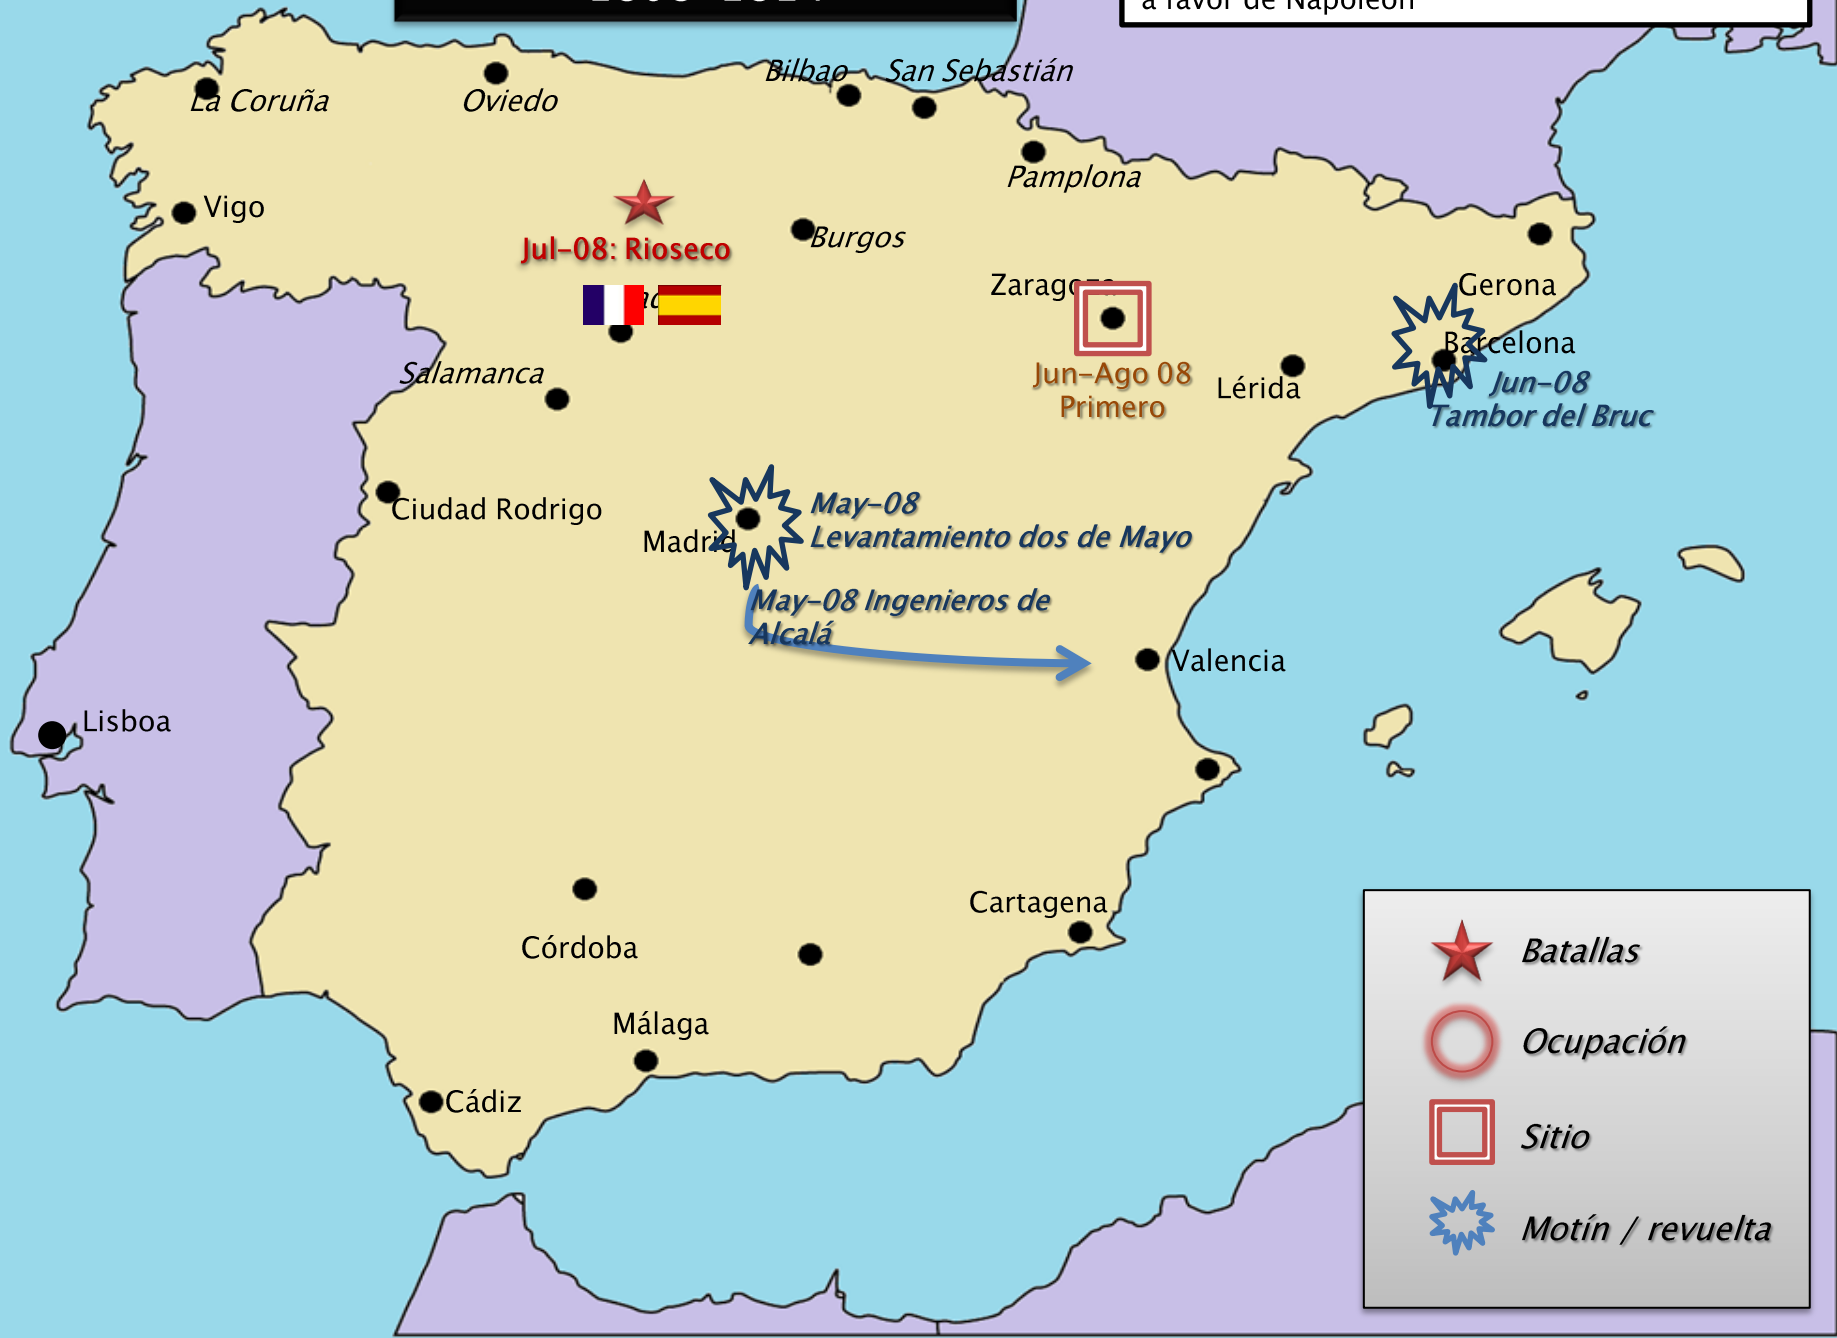 1808-1814
a favor de Napoleón
Bilbao
San Sebastián
La Coruña
Oviedo
Pamplona
Vigo
Jul-08: Rioseco
Burgos
Zaragoza
Gerona
Barcelona
Jun-08
Tambor del Bruc
Salamanca
Jun-Ago 08
Primero
Lérida
Ciudad Rodrigo
May-08
Levantamiento dos de Mayo
Madrid
May-08 Ingenieros de
Alcalá
Valencia
Lisboa
Cartagena
Córdoba
Málaga
Cádiz
Batallas
Ocupación
Sitio
Motín / revuelta